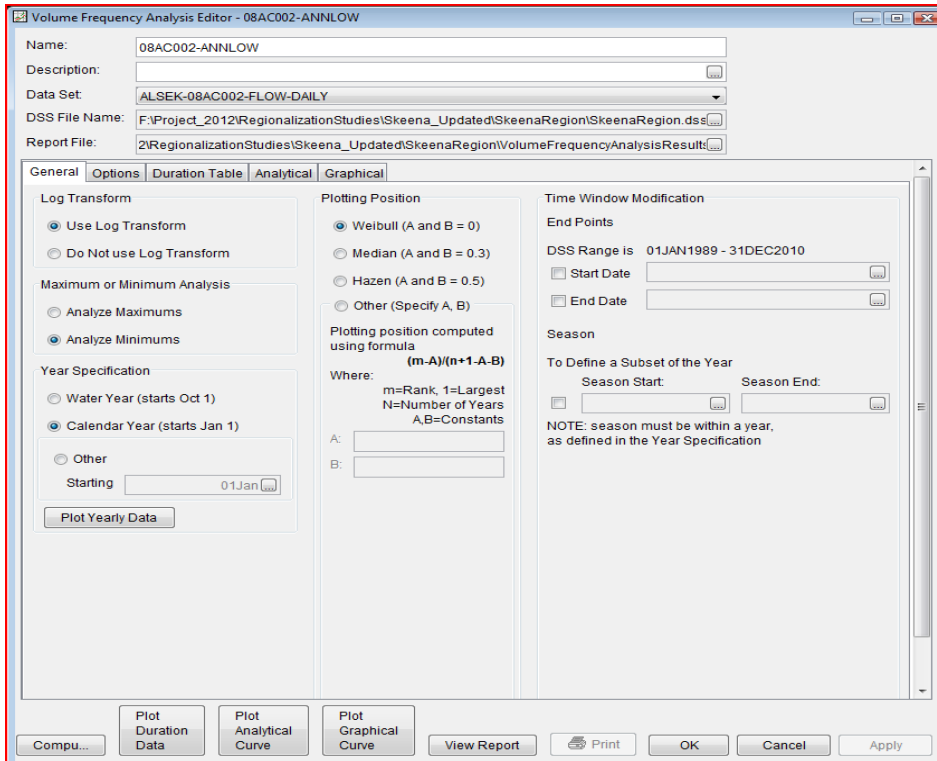 Volume Frequency Analysis Editor - 08AC002-ANNLOW
Name: 08AC002-ANNLOW
Description: ...
Data Set: ALSEK-08AC002-FLOW-DAILY
DSS File Name: F:\Project_2012\RegionalizationStudies\Skeena_Updated\SkeenaRegion\SkeenaRegion.dss ...
Report File: 2\RegionalizationStudies\Skeena_Updated\SkeenaRegion\VolumeFrequencyAnalysisResults ...
General Options Duration Table Analytical Graphical
Log Transform
Use Log Transform
Do Not use Log Transform
Maximum or Minimum Analysis
Analyze Maximums
Analyze Minimums
Year Specification
Water Year (starts Oct 1)
Calendar Year (starts Jan 1)
Other
Starting 01Jan ...
Plot Yearly Data
Plotting Position
Weibull (A and B = 0)
Median (A and B = 0.3)
Hazen (A and B = 0.5)
Other (Specify A, B)
Plotting position computed
using formula
(m-A)/(n+1-A-B)
Where:
m=Rank, 1=Largest
N=Number of Years
A,B=Constants
A:
B:
Time Window Modification
End Points
DSS Range is 01JAN1989 - 31DEC2010
Start Date ...
End Date ...
Season
To Define a Subset of the Year
Season Start: Season End:
... ...
NOTE: season must be within a year,
as defined in the Year Specification
Compu...
Plot
Duration
Data
Plot
Analytical
Curve
Plot
Graphical
Curve
View Report
Print
OK
Cancel
Apply